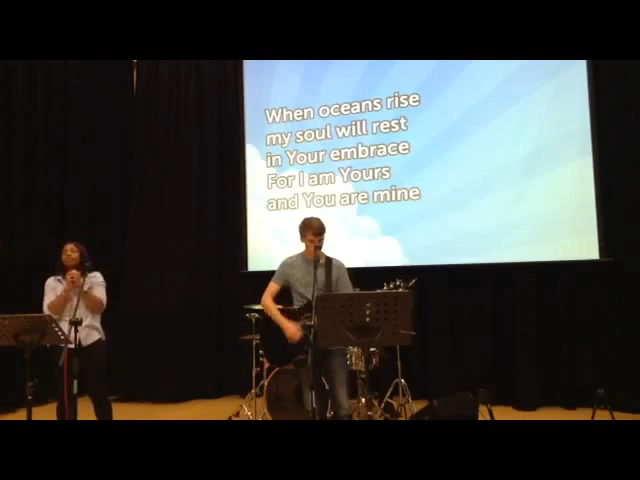 When oceans rise
my soul will rest
in Your embrace
For I am Yours
and You are mine